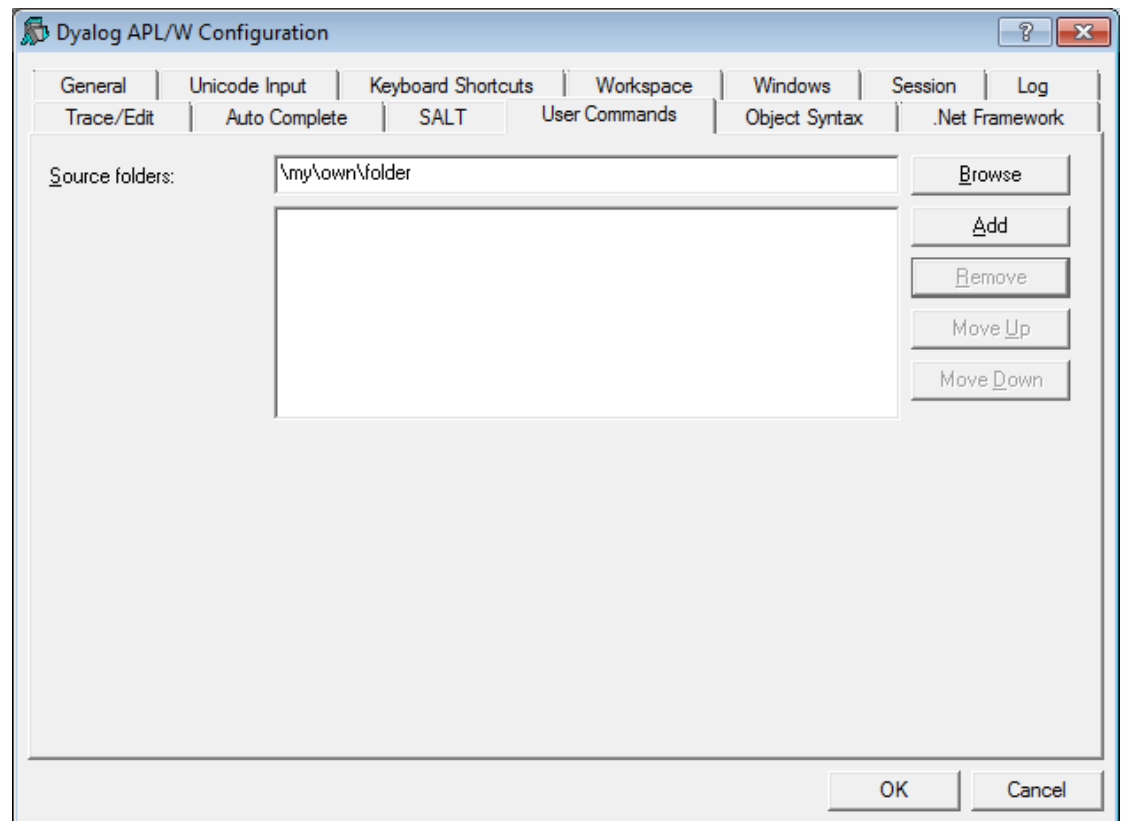 Dyalog APL/W Configuration
General Unicode Input Keyboard Shortcuts Workspace Windows Session Log
Trace/Edit Auto Complete SALT User Commands Object Syntax .Net Framework
Source folders: \my\own\folder Browse
Add
Remove
Move Up
Move Down
OK Cancel